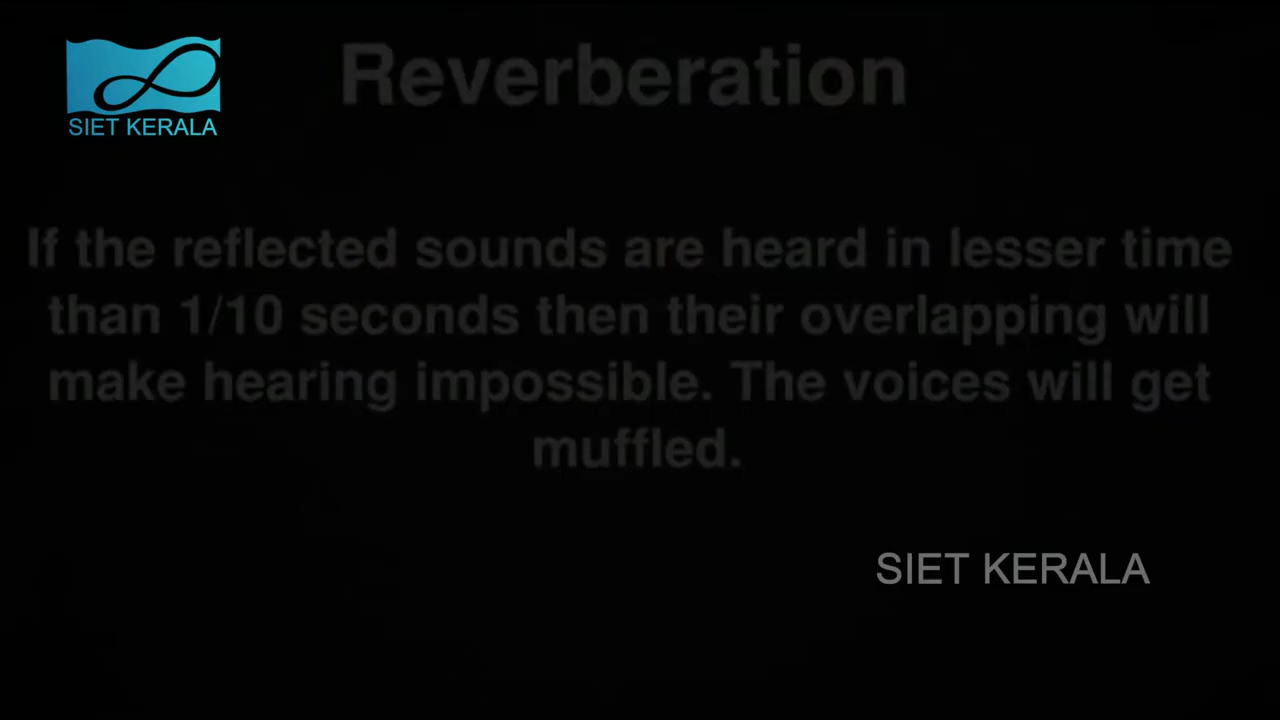 Reverberation
SIET KERALA
If the reflected sounds are heard in lesser time
than 1/10 seconds then their overlapping will
make hearing impossible. The voices will get
muffled.
SIET KERALA